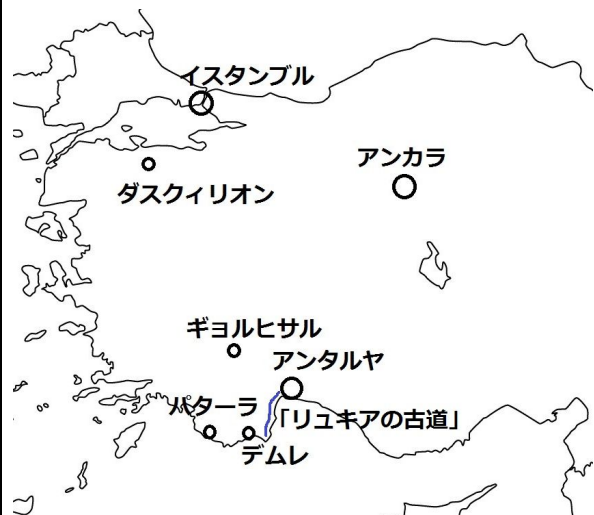 イスタンブル
アンカラ
ダスクィリオン
ギョルヒサル
アンタルヤ
パターラ
「リュキアの古道」
デムレ